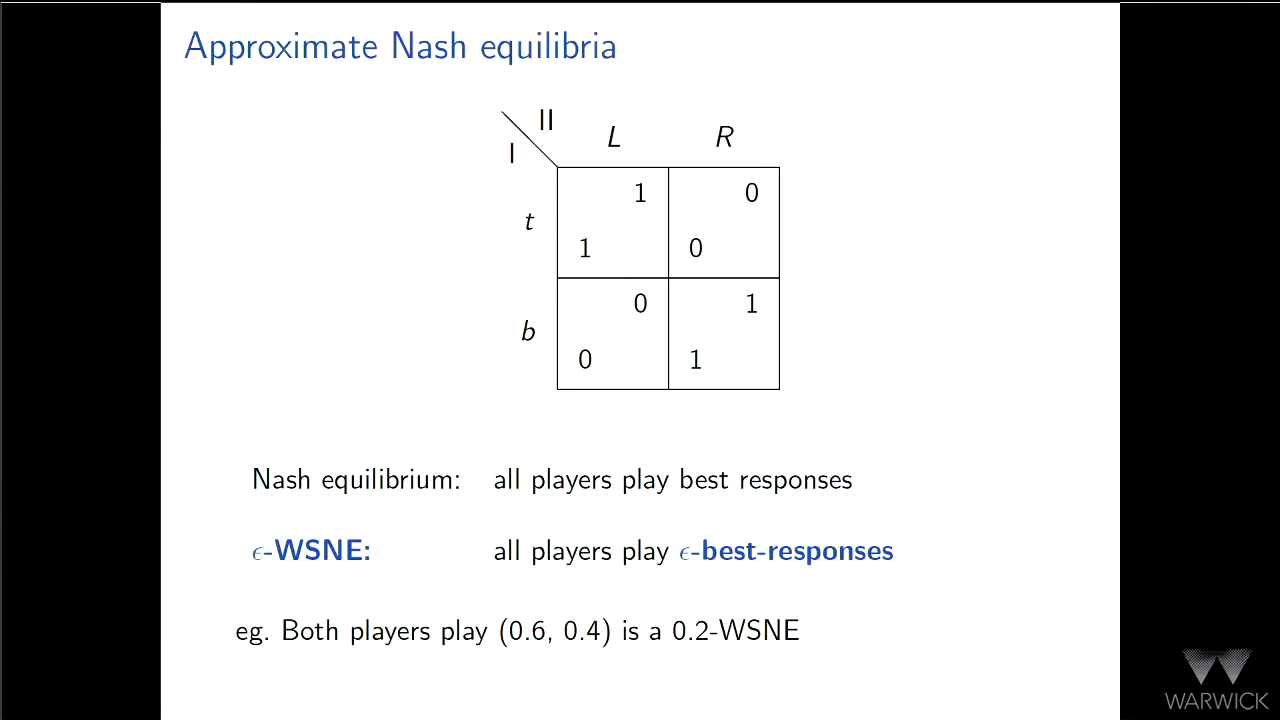 Approximate Nash equilibria
II
I
L R
1 0
t
1 0
0 1
b
0 1
Nash equilibrium: all players play best responses
ϵ-WSNE: all players play ϵ-best-responses
eg. Both players play (0.6, 0.4) is a 0.2-WSNE
WARWICK